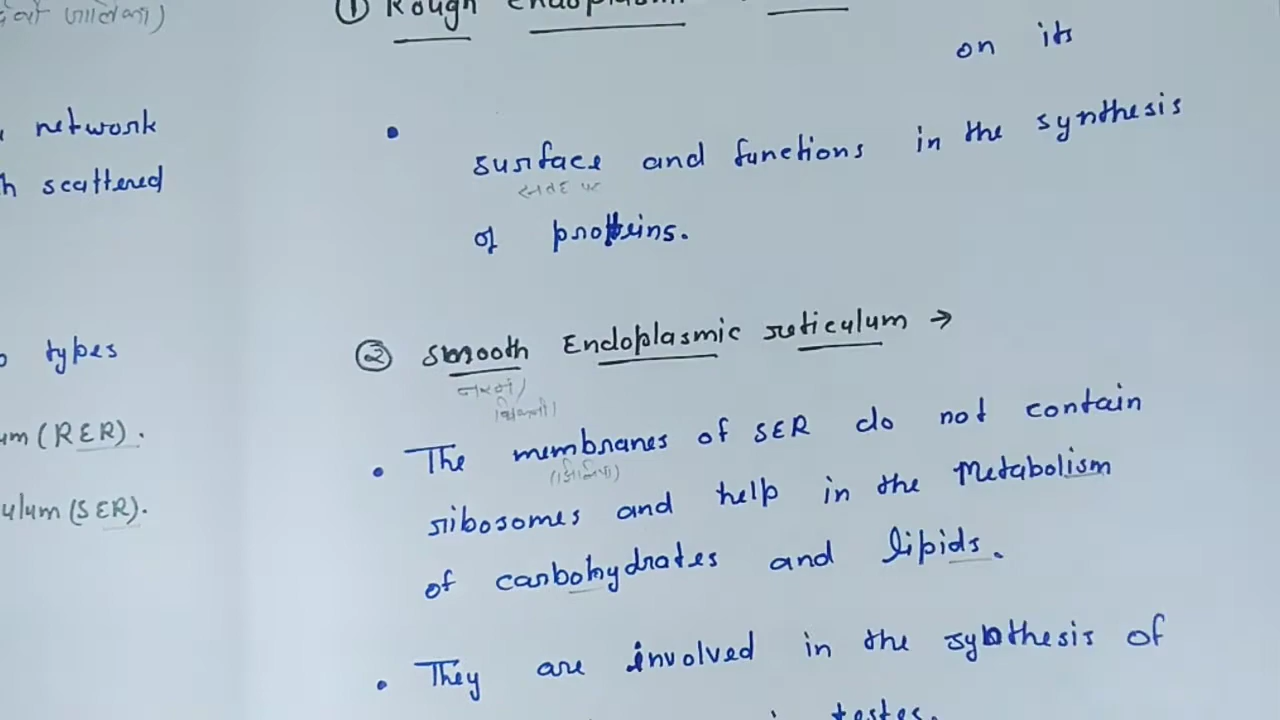 network
scattered
types
(RER).
(SER).
① Rough
on its
surface and functions in the synthesis
of proteins.
② Smooth Endoplasmic reticulum →
• The membranes of SER do not contain
ribosomes and help in the Metabolism
of carbohydrates and lipids.
• They are involved in the synthesis of
testes.